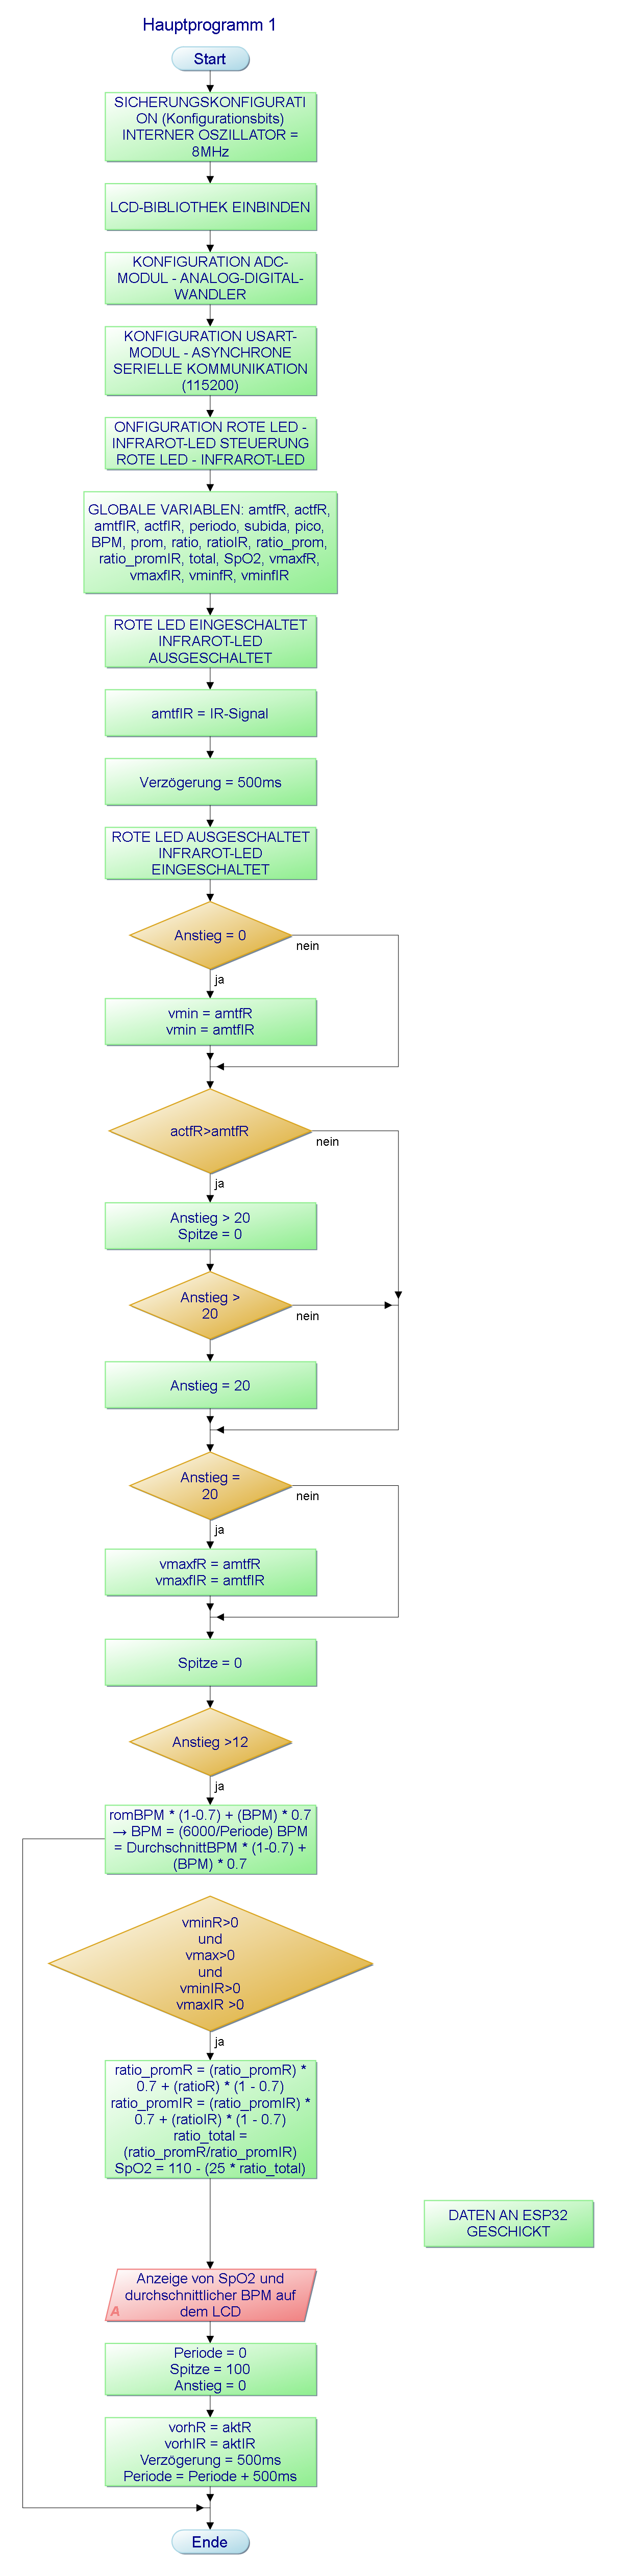 Hauptprogramm 1
Start
SICHERUNGSKONFIGURATI
ON (Konfigurationsbits)
INTERNER OSZILLATOR =
8MHz
LCD-BIBLIOTHEK EINBINDEN
KONFIGURATION ADC-
MODUL - ANALOG-DIGITAL-
WANDLER
KONFIGURATION USART-
MODUL - ASYNCHRONE
SERIELLE KOMMUNIKATION
(115200)
ONFIGURATION ROTE LED -
INFRAROT-LED STEUERUNG
ROTE LED - INFRAROT-LED
GLOBALE VARIABLEN: amtfR, actfR,
amtfIR, actfIR, periodo, subida, pico,
BPM, prom, ratio, ratioIR, ratio_prom,
ratio_promIR, total, SpO2, vmaxfR,
vmaxfIR, vminfR, vminfIR
ROTE LED EINGESCHALTET
INFRAROT-LED
AUSGESCHALTET
amtfIR = IR-Signal
Verzögerung = 500ms
ROTE LED AUSGESCHALTET
INFRAROT-LED
EINGESCHALTET
Anstieg = 0
nein
ja
vmin = amtfR
vmin = amtfIR
actfR>amtfR
nein
ja
Anstieg > 20
Spitze = 0
Anstieg >
20
nein
Anstieg = 20
Anstieg =
20
nein
ja
vmaxfR = amtfR
vmaxfIR = amtfIR
Spitze = 0
Anstieg >12
ja
romBPM * (1-0.7) + (BPM) * 0.7
→ BPM = (6000/Periode) BPM
= DurchschnittBPM * (1-0.7) +
(BPM) * 0.7
vminR>0
und
vmax>0
und
vminIR>0
vmaxIR >0
ja
ratio_promR = (ratio_promR) *
0.7 + (ratioR) * (1 - 0.7)
ratio_promIR = (ratio_promIR) *
0.7 + (ratioIR) * (1 - 0.7)
ratio_total =
(ratio_promR/ratio_promIR)
SpO2 = 110 - (25 * ratio_total)
DATEN AN ESP32
GESCHICKT
Anzeige von SpO2 und
durchschnittlicher BPM auf
dem LCD
A
Periode = 0
Spitze = 100
Anstieg = 0
vorhR = aktR
vorhIR = aktIR
Verzögerung = 500ms
Periode = Periode + 500ms
Ende